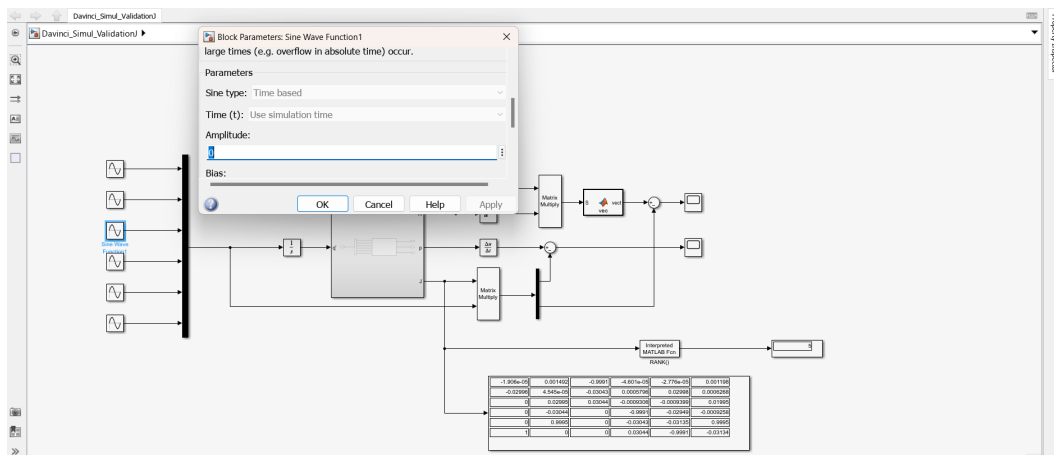 Davinci_Simul_ValidationJ
Davinci_Simul_ValidationJ
Block Parameters: Sine Wave Function1
large times (e.g. overflow in absolute time) occur.
Parameters
Sine type: Time based
Time (t): Use simulation time
Amplitude:
0
Bias:
OK Cancel Help Apply
Sine Wave
Function1
1
s
q
p
J
Δu
Δt
Matrix
Multiply
S vect
vec
Matrix
Multiply
Interpreted
MATLAB Fcn
RANK()
5
-1.906e-05 0.001492 -0.9991 -4.601e-05 -2.776e-05 0.001198
-0.02996 4.545e-05 -0.03043 0.0005796 0.02998 0.0006268
0 0.02995 0.03044 -0.0009308 -0.0009399 0.01995
0 -0.03044 0 -0.9991 -0.02949 -0.0009258
0 0.9995 0 -0.03043 -0.03135 0.9995
1 0 0 0.03044 -0.9991 -0.03134